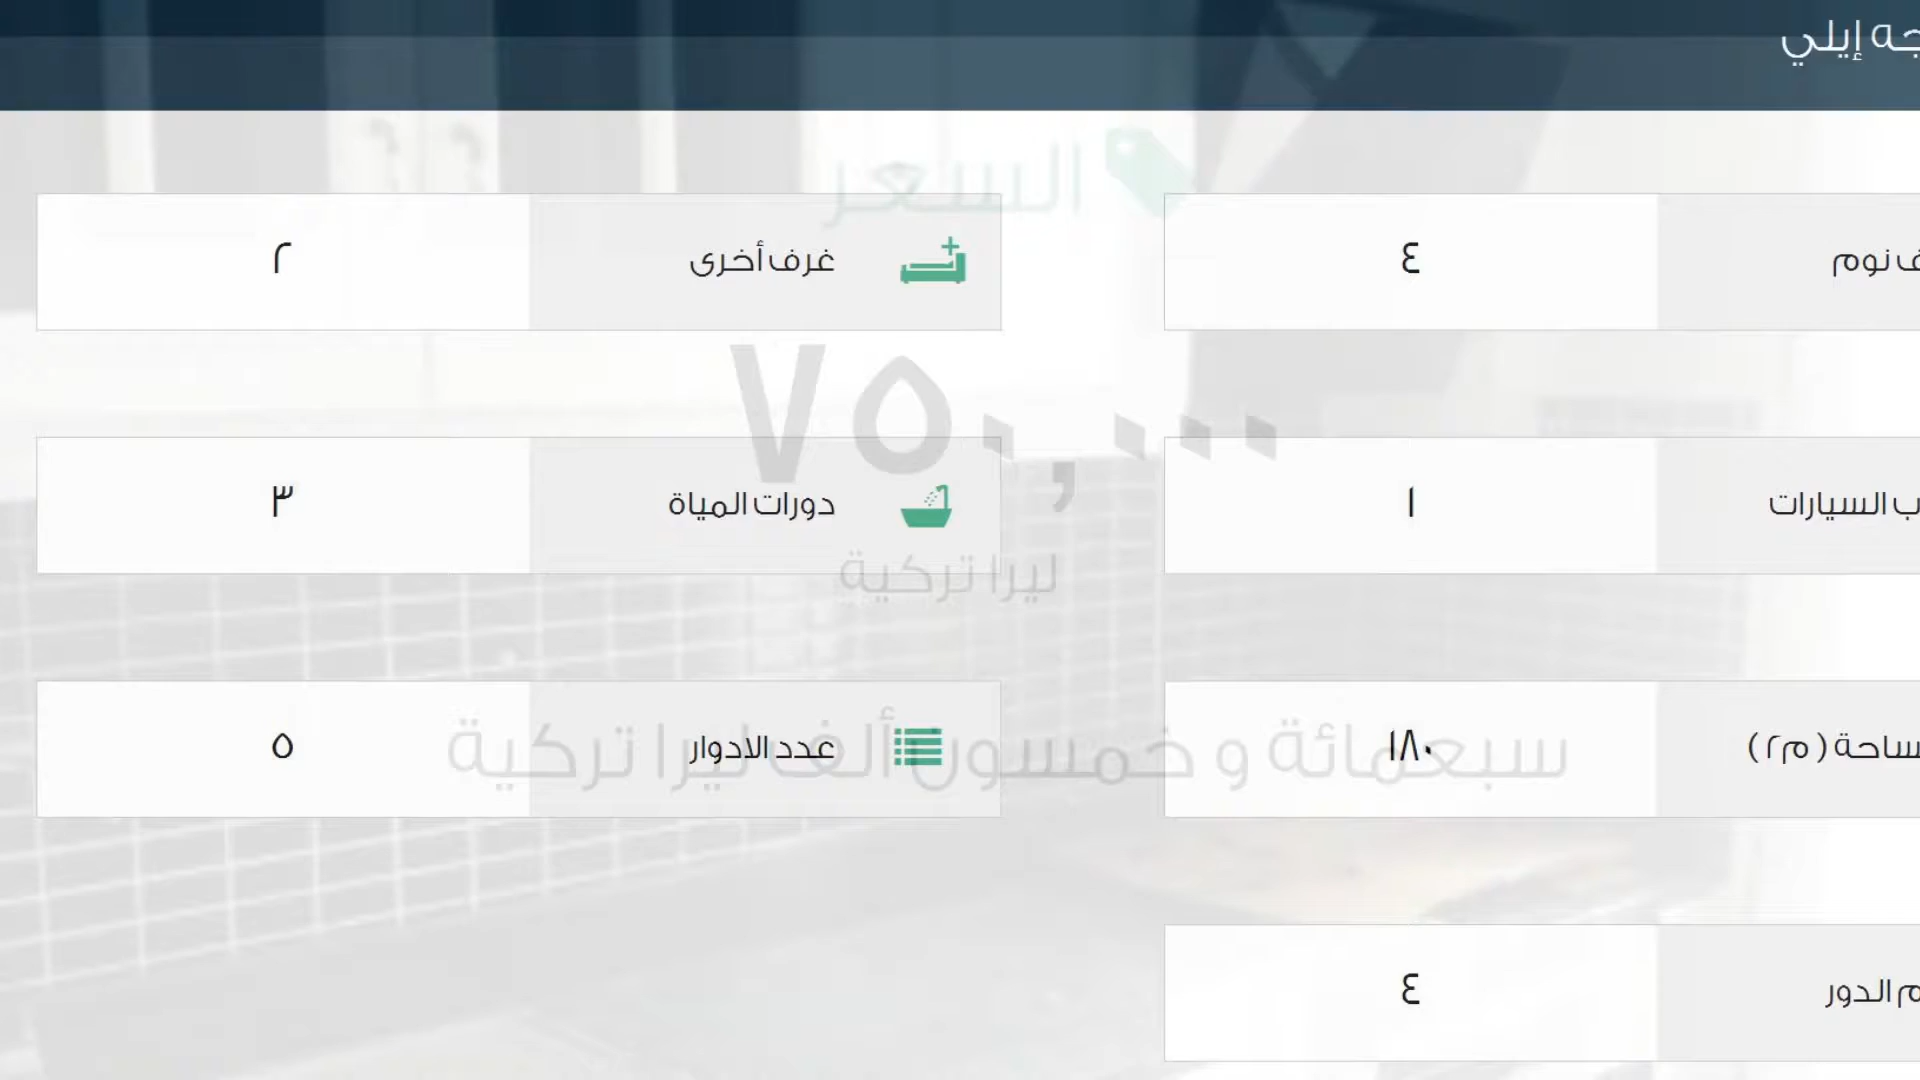 جه إيلي
السعر
ف نوم ٤
غرف أخرى ٢
٧٥٠,٠٠٠
ب السيارات ١
دورات المياة ٣
ليرا تركية
ساحة (م٢) ١٨٠
عدد الادوار ٥
سبعمائة و خمسون ألف ليرا تركية
م الدور ٤